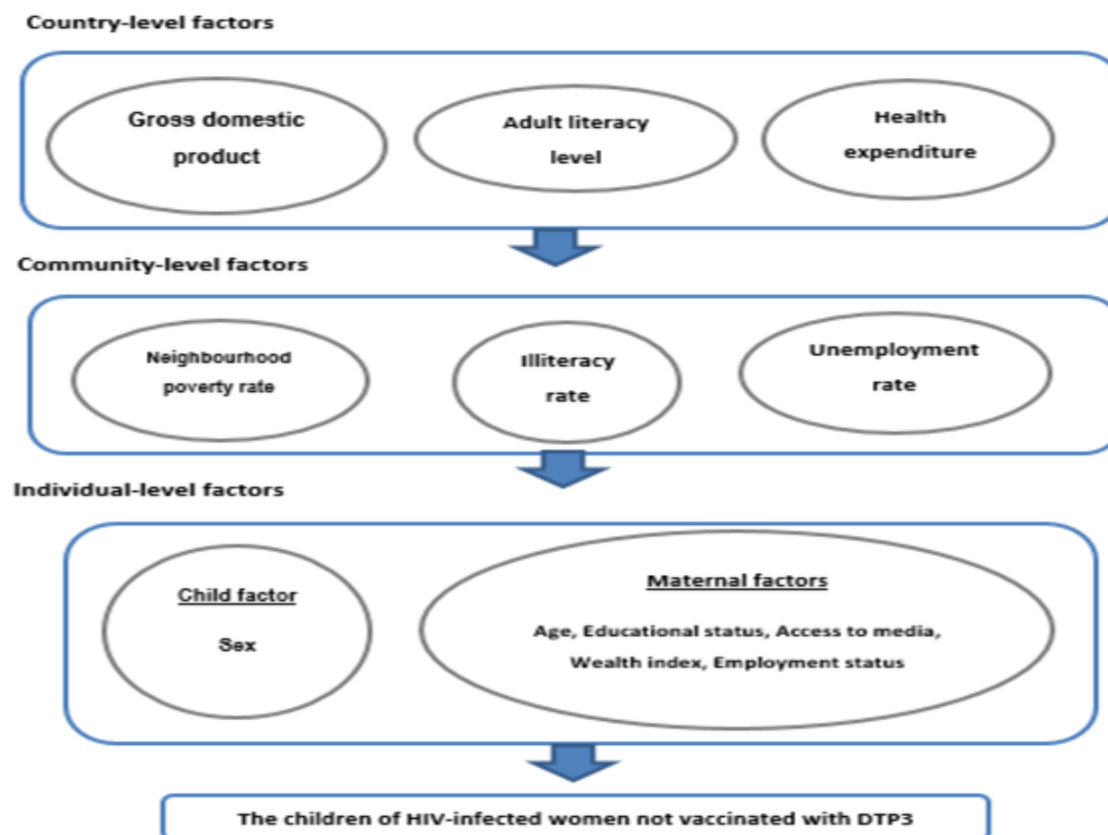 Country-level factors
Gross domestic
product
Adult literacy
level
Health
expenditure
Community-level factors
Neighbourhood
poverty rate
Illiteracy
rate
Unemployment
rate
Individual-level factors
Child factor
Sex
Maternal factors
Age, Educational status, Access to media,
Wealth index, Employment status
The children of HIV-infected women not vaccinated with DTP3